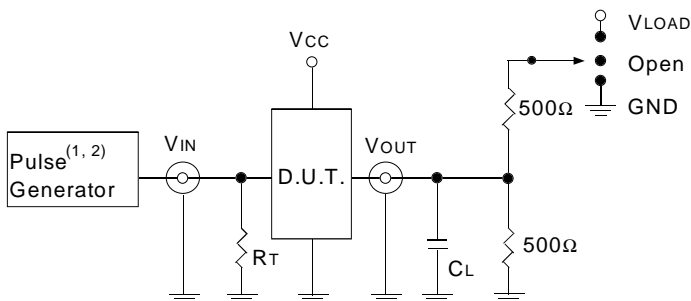 VLOAD
VCC
Open
500Ω
GND
VIN
VOUT
Pulse(1, 2)
Generator
D.U.T.
RT
CL
500Ω